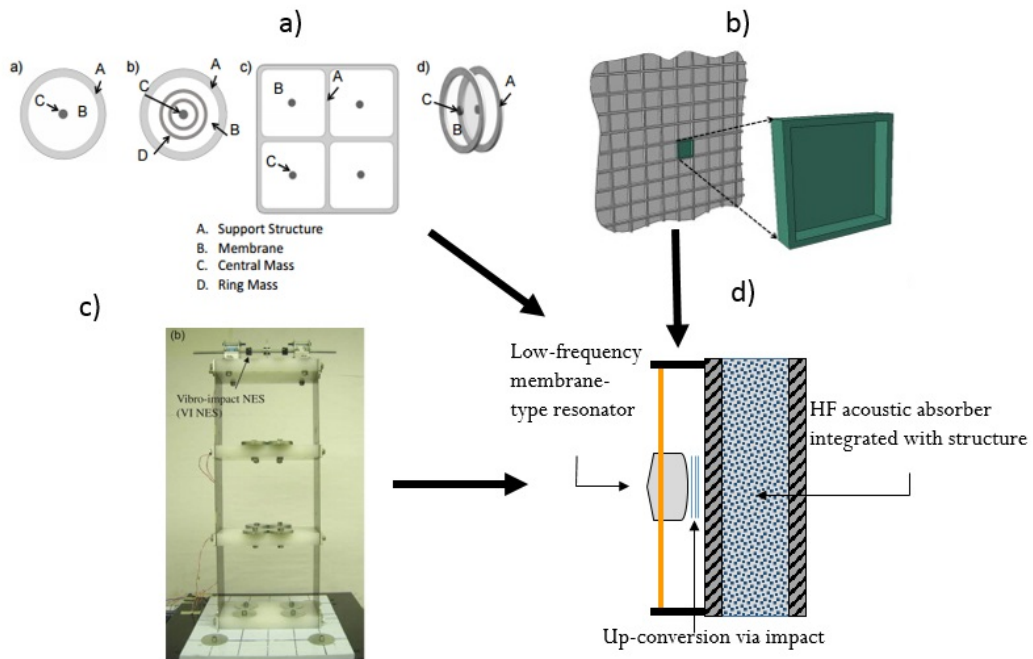 a)
b)
a)
A
b)
A
c)
d)
C
B
C
B
D
B
A
C
C
B
A
A. Support Structure
B. Membrane
C. Central Mass
D. Ring Mass
c)
(b)
Vibro-impact NES
(VI NES)
d)
Low-frequency
membrane-
type resonator
HF acoustic absorber
integrated with structure
Up-conversion via impact